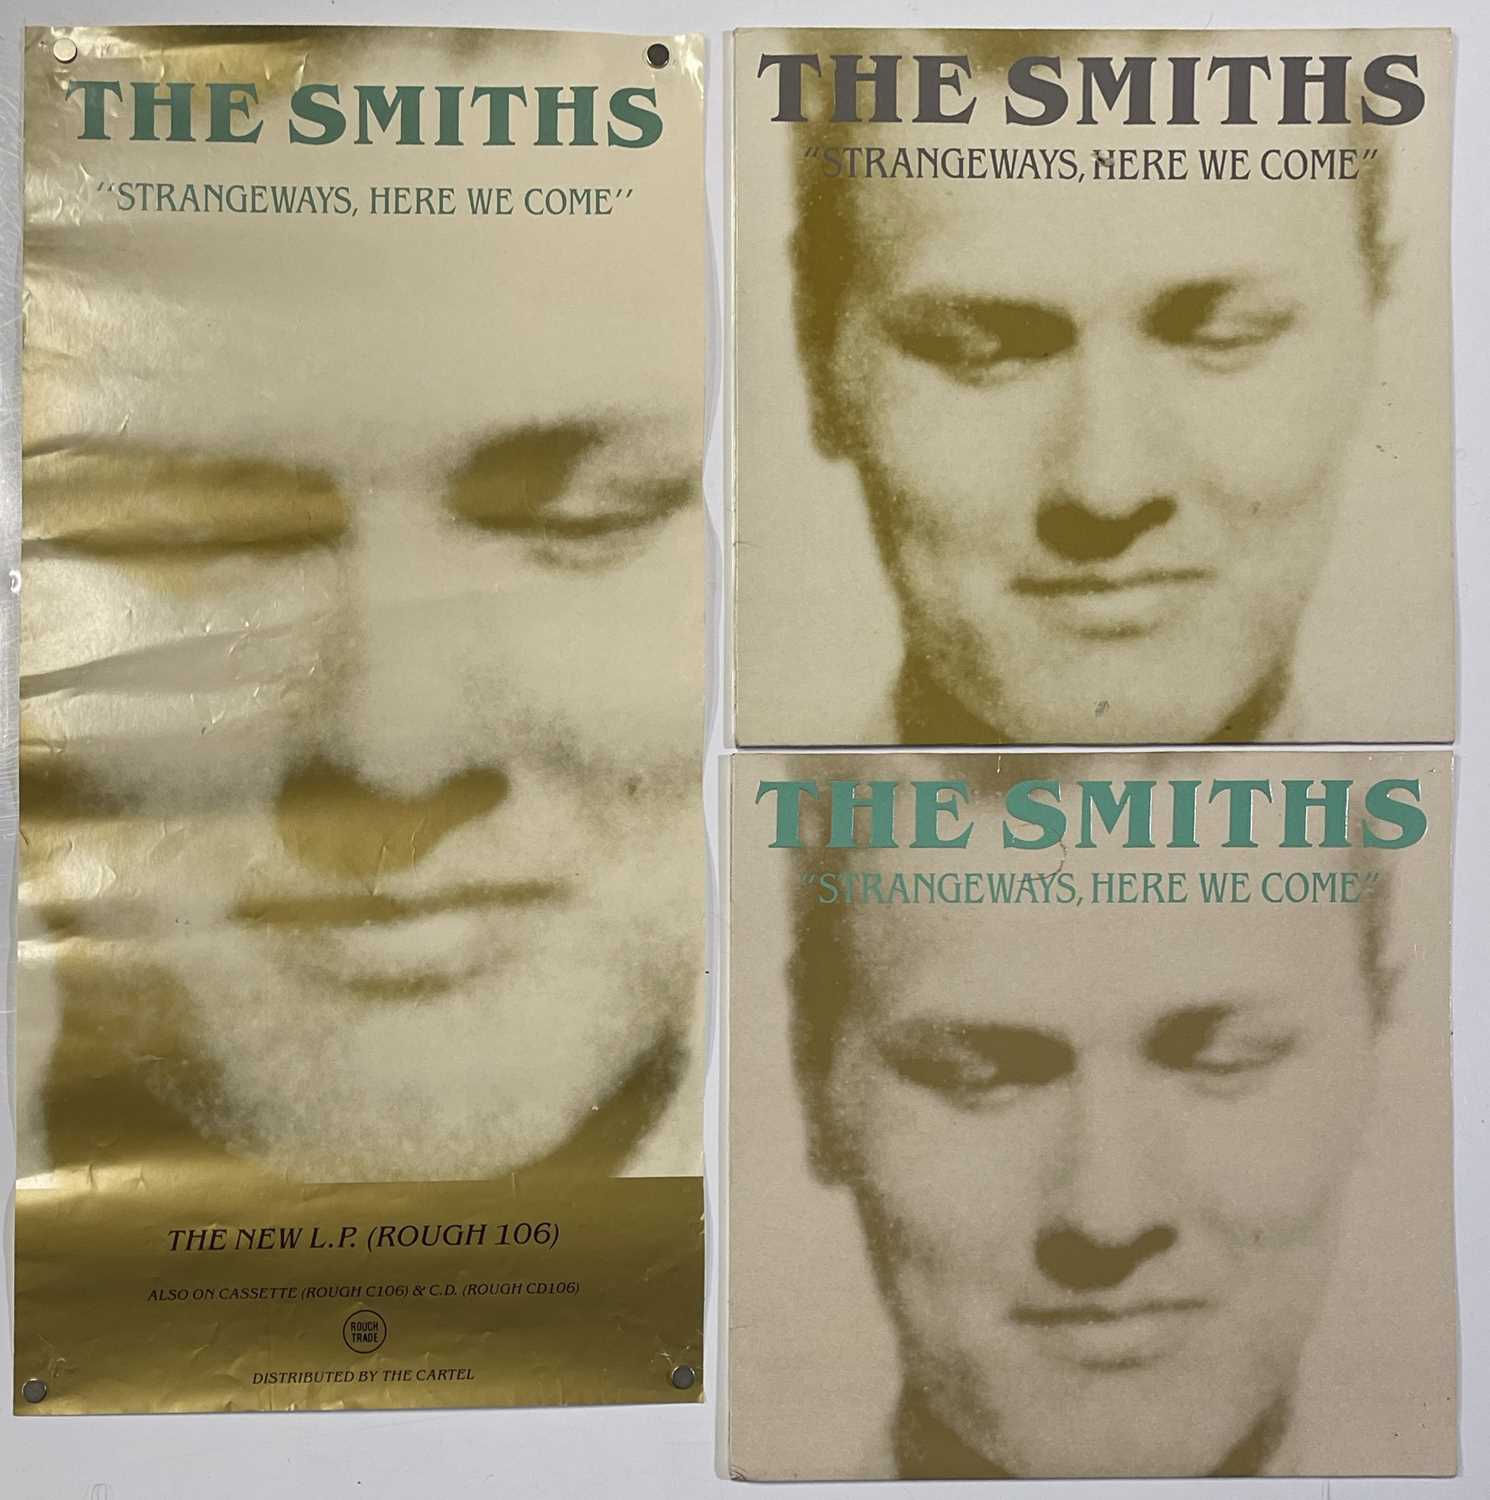 THE SMITHS
"STRANGEWAYS, HERE WE COME"
THE NEW L.P. (ROUGH 106)
ALSO ON CASSETTE (ROUGH C106) & C.D. (ROUGH CD106)
ROUGH
TRADE
DISTRIBUTED BY THE CARTEL
THE SMITHS
"STRANGEWAYS, HERE WE COME"
THE SMITHS
"STRANGEWAYS, HERE WE COME"